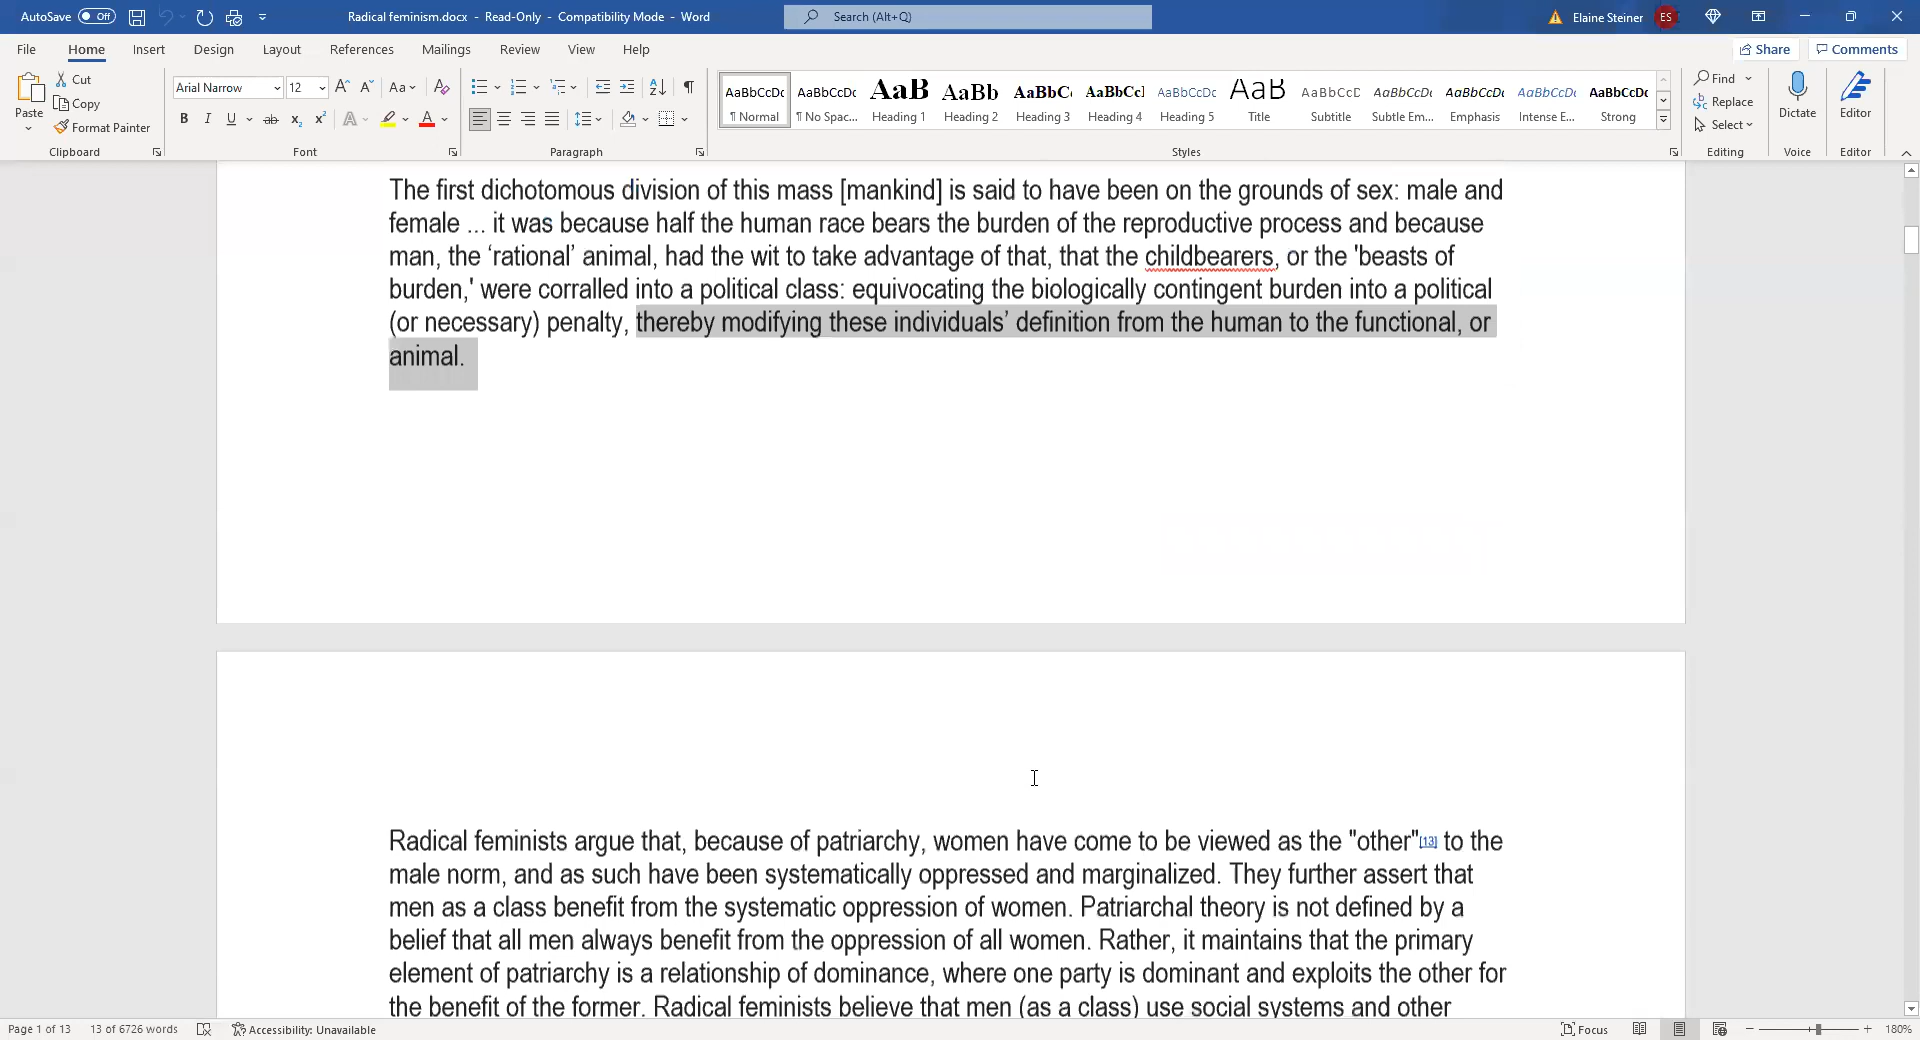 AutoSave Off Radical feminism.docx - Read-Only - Compatibility Mode - Word Search (Alt+Q) Elaine Steiner ES
File Home Insert Design Layout References Mailings Review View Help Share Comments
Paste Cut Copy Format Painter
Arial Narrow 12
AaBbCcDc AaBbCcDc AaB AaBb AaBbC AaBbCcI AaBbCcDc AaB AaBbCcD AaBbCcDc AaBbCcDc AaBbCcDc AaBbCcDc
¶ Normal ¶ No Spac... Heading 1 Heading 2 Heading 3 Heading 4 Heading 5 Title Subtitle Subtle Em... Emphasis Intense E... Strong
Find Replace Select Dictate Editor
Clipboard Font Paragraph Styles Editing Voice Editor
The first dichotomous division of this mass [mankind] is said to have been on the grounds of sex: male and
female ... it was because half the human race bears the burden of the reproductive process and because
man, the ‘rational’ animal, had the wit to take advantage of that, that the childbearers, or the 'beasts of
burden,' were corralled into a political class: equivocating the biologically contingent burden into a political
(or necessary) penalty, thereby modifying these individuals’ definition from the human to the functional, or
animal.
Radical feminists argue that, because of patriarchy, women have come to be viewed as the "other"[13] to the
male norm, and as such have been systematically oppressed and marginalized. They further assert that
men as a class benefit from the systematic oppression of women. Patriarchal theory is not defined by a
belief that all men always benefit from the oppression of all women. Rather, it maintains that the primary
element of patriarchy is a relationship of dominance, where one party is dominant and exploits the other for
the benefit of the former. Radical feminists believe that men (as a class) use social systems and other
Page 1 of 13 13 of 6726 words Accessibility: Unavailable Focus 180%